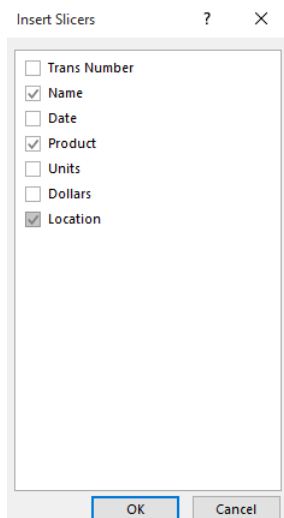 Insert Slicers ? ×
Trans Number
Name
Date
Product
Units
Dollars
Location
OK Cancel